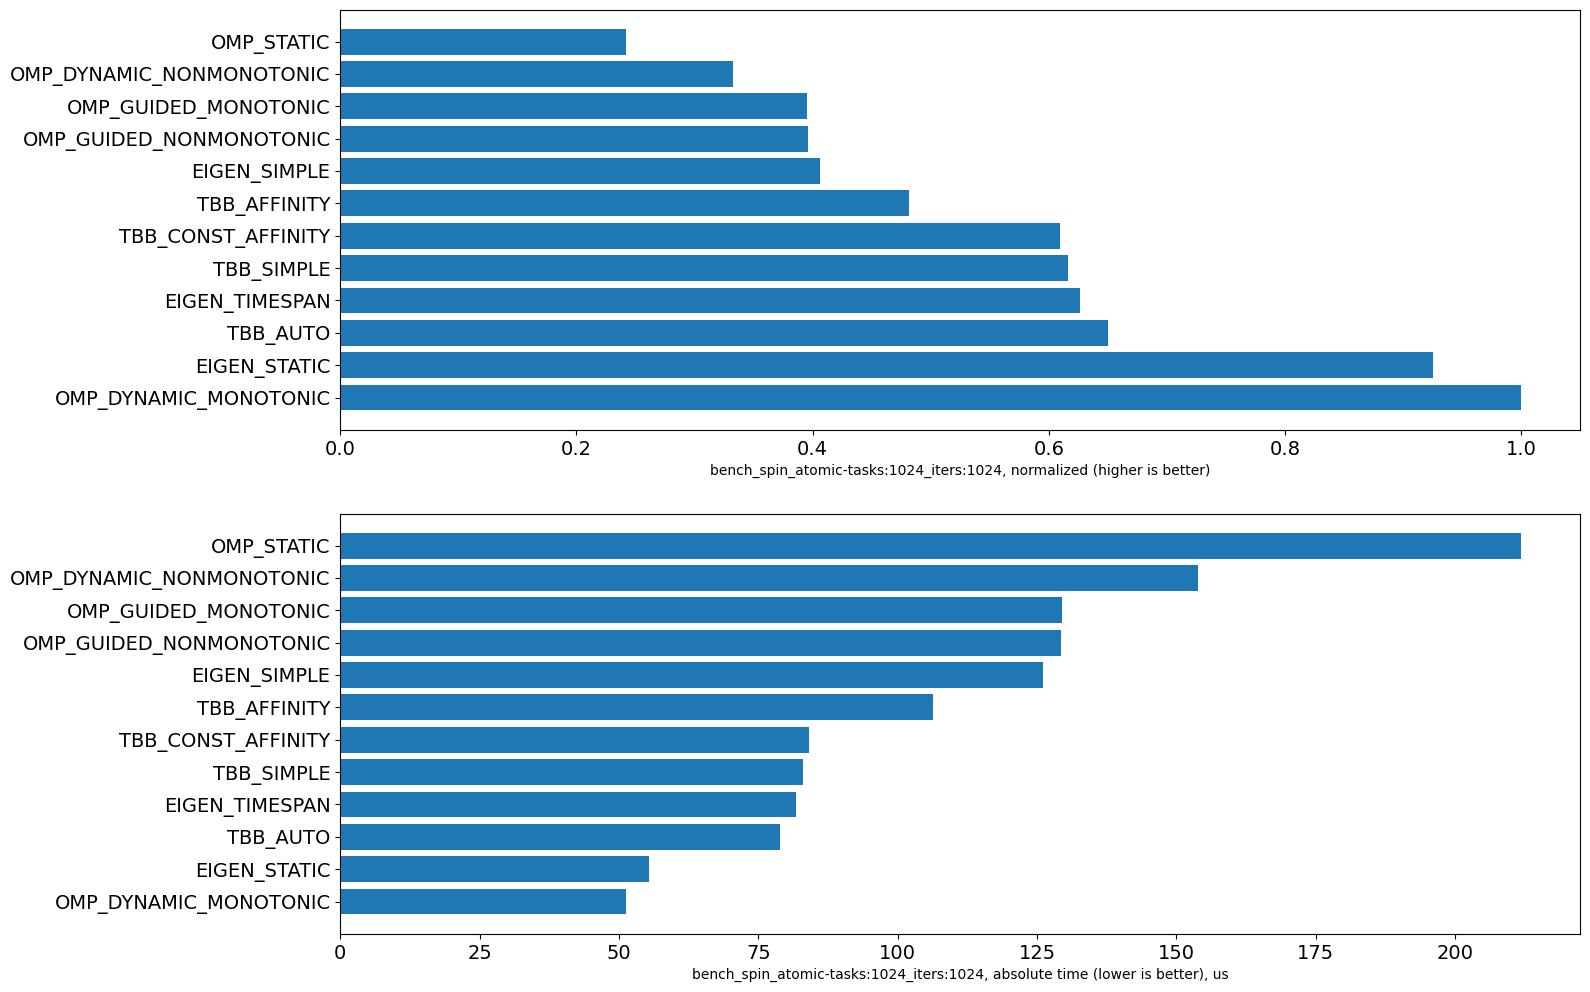 OMP_STATIC
OMP_DYNAMIC_NONMONOTONIC
OMP_GUIDED_MONOTONIC
OMP_GUIDED_NONMONOTONIC
EIGEN_SIMPLE
TBB_AFFINITY
TBB_CONST_AFFINITY
TBB_SIMPLE
EIGEN_TIMESPAN
TBB_AUTO
EIGEN_STATIC
OMP_DYNAMIC_MONOTONIC
0.0 0.2 0.4 0.6 0.8 1.0
bench_spin_atomic-tasks:1024_iters:1024, normalized (higher is better)
OMP_STATIC
OMP_DYNAMIC_NONMONOTONIC
OMP_GUIDED_MONOTONIC
OMP_GUIDED_NONMONOTONIC
EIGEN_SIMPLE
TBB_AFFINITY
TBB_CONST_AFFINITY
TBB_SIMPLE
EIGEN_TIMESPAN
TBB_AUTO
EIGEN_STATIC
OMP_DYNAMIC_MONOTONIC
0 25 50 75 100 125 150 175 200
bench_spin_atomic-tasks:1024_iters:1024, absolute time (lower is better), us